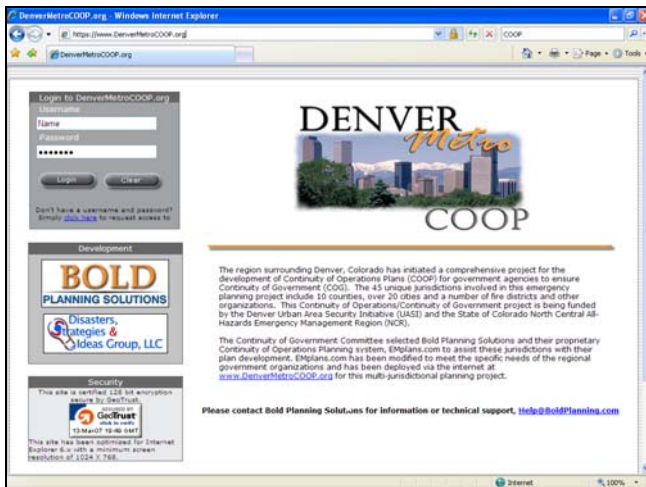 DenverMetroCOOP.org - Windows Internet Explorer
https://www.DenverMetroCOOP.org
COOP
DenverMetroCOOP.org
Page
Tools
Login to DenverMetroCOOP.org
Username
Name
Password
•••••••
Login
Clear
Don't have a username and password?
Simply click here to request access to
Development
BOLD
PLANNING SOLUTIONS
Disasters,
Strategies &
Ideas Group, LLC
Security
This site is certified 128 bit encryption
secure by GeoTrust.
SECURED BY
GeoTrust
click to verify
13-Mar-07 19:49 GMT
This site has been optimized for Internet
Explorer 6.x with a minimum screen
resolution of 1024 X 768.
DENVER
Metro
COOP
The region surrounding Denver, Colorado has initiated a comprehensive project for the
development of Continuity of Operations Plans (COOP) for government agencies to ensure
Continuity of Government (COG). The 45 unique jurisdictions involved in this emergency
planning project include 10 counties, over 20 cities and a number of fire districts and other
organizations. This Continuity of Operations/Continuity of Government project is being funded
by the Denver Urban Area Security Initiative (UASI) and the State of Colorado North Central All-
Hazards Emergency Management Region (NCR).
The Continuity of Government Committee selected Bold Planning Solutions and their proprietary
Continuity of Operations Planning system, EMplans.com, to assist these jurisdictions with their
plan development. EMplans.com has been modified to meet the specific needs of the regional
government organizations and has been deployed via the internet at
www.DenverMetroCOOP.org for this multi-jurisdictional planning project.
Please contact Bold Planning Solutions for information or technical support, Help@BoldPlanning.com
Internet
100%